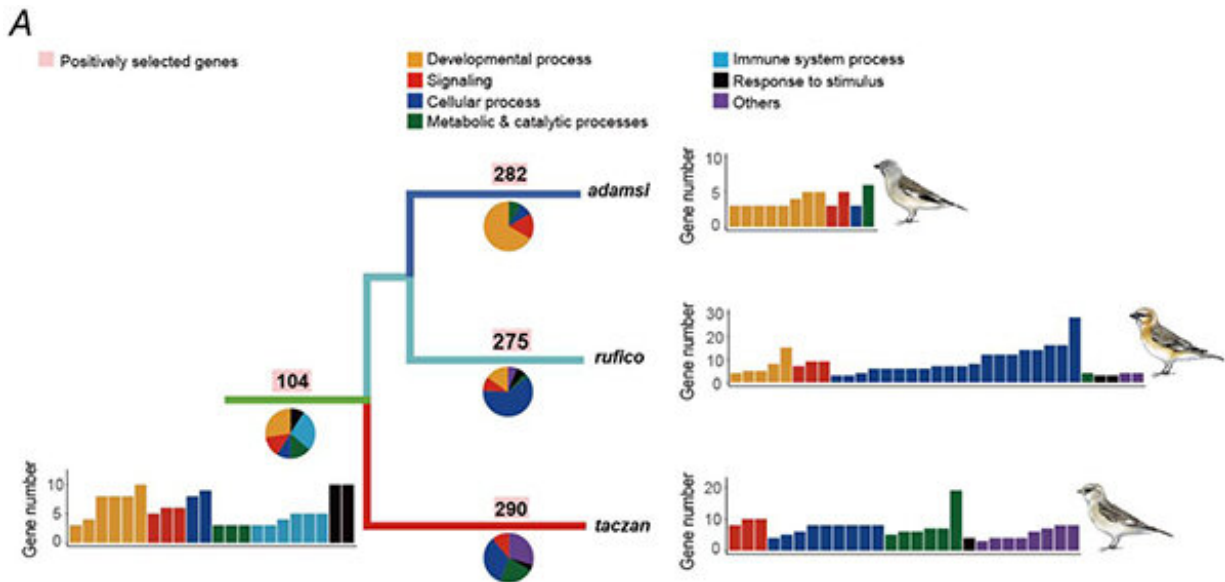 A
Positively selected genes
Developmental process
Signaling
Cellular process
Metabolic & catalytic processes
Immune system process
Response to stimulus
Others
282
adamsi
10
5
0
Gene number
275
rufico
30
20
10
0
Gene number
104
10
5
0
Gene number
290
taczan
20
10
0
Gene number